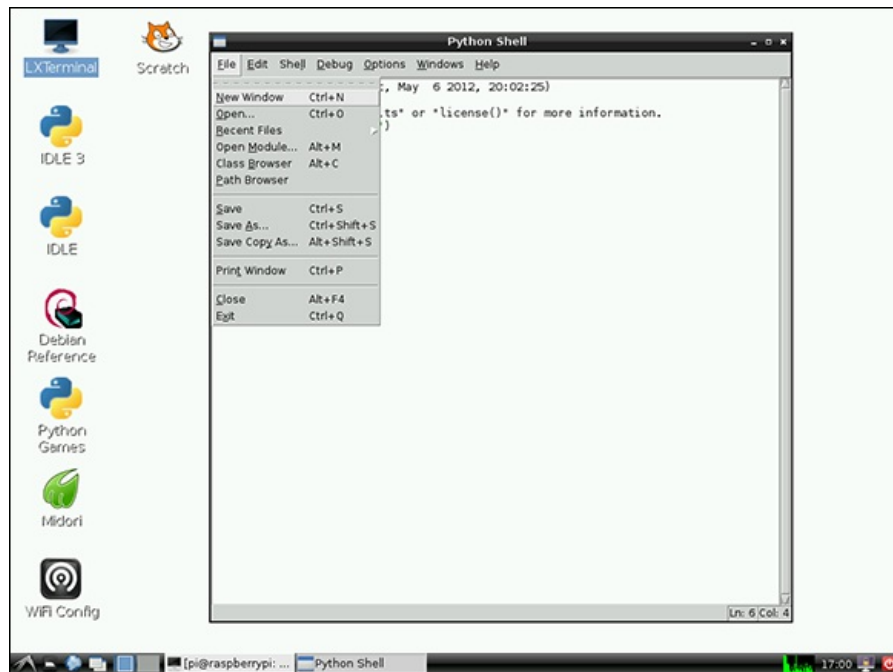 LXTerminal
Scratch
IDLE 3
IDLE
Debian
Reference
Python
Games
Midori
WiFi Config
Python Shell
File Edit Shell Debug Options Windows Help
, May 6 2012, 20:02:25)
ts" or "license()" for more information.
')
New Window Ctrl+N
Open... Ctrl+O
Recent Files
Open Module... Alt+M
Class Browser Alt+C
Path Browser
Save Ctrl+S
Save As... Ctrl+Shift+S
Save Copy As... Alt+Shift+S
Print Window Ctrl+P
Close Alt+F4
Exit Ctrl+Q
Ln: 6 Col: 4
[pi@raspberrypi: ... Python Shell 17:00